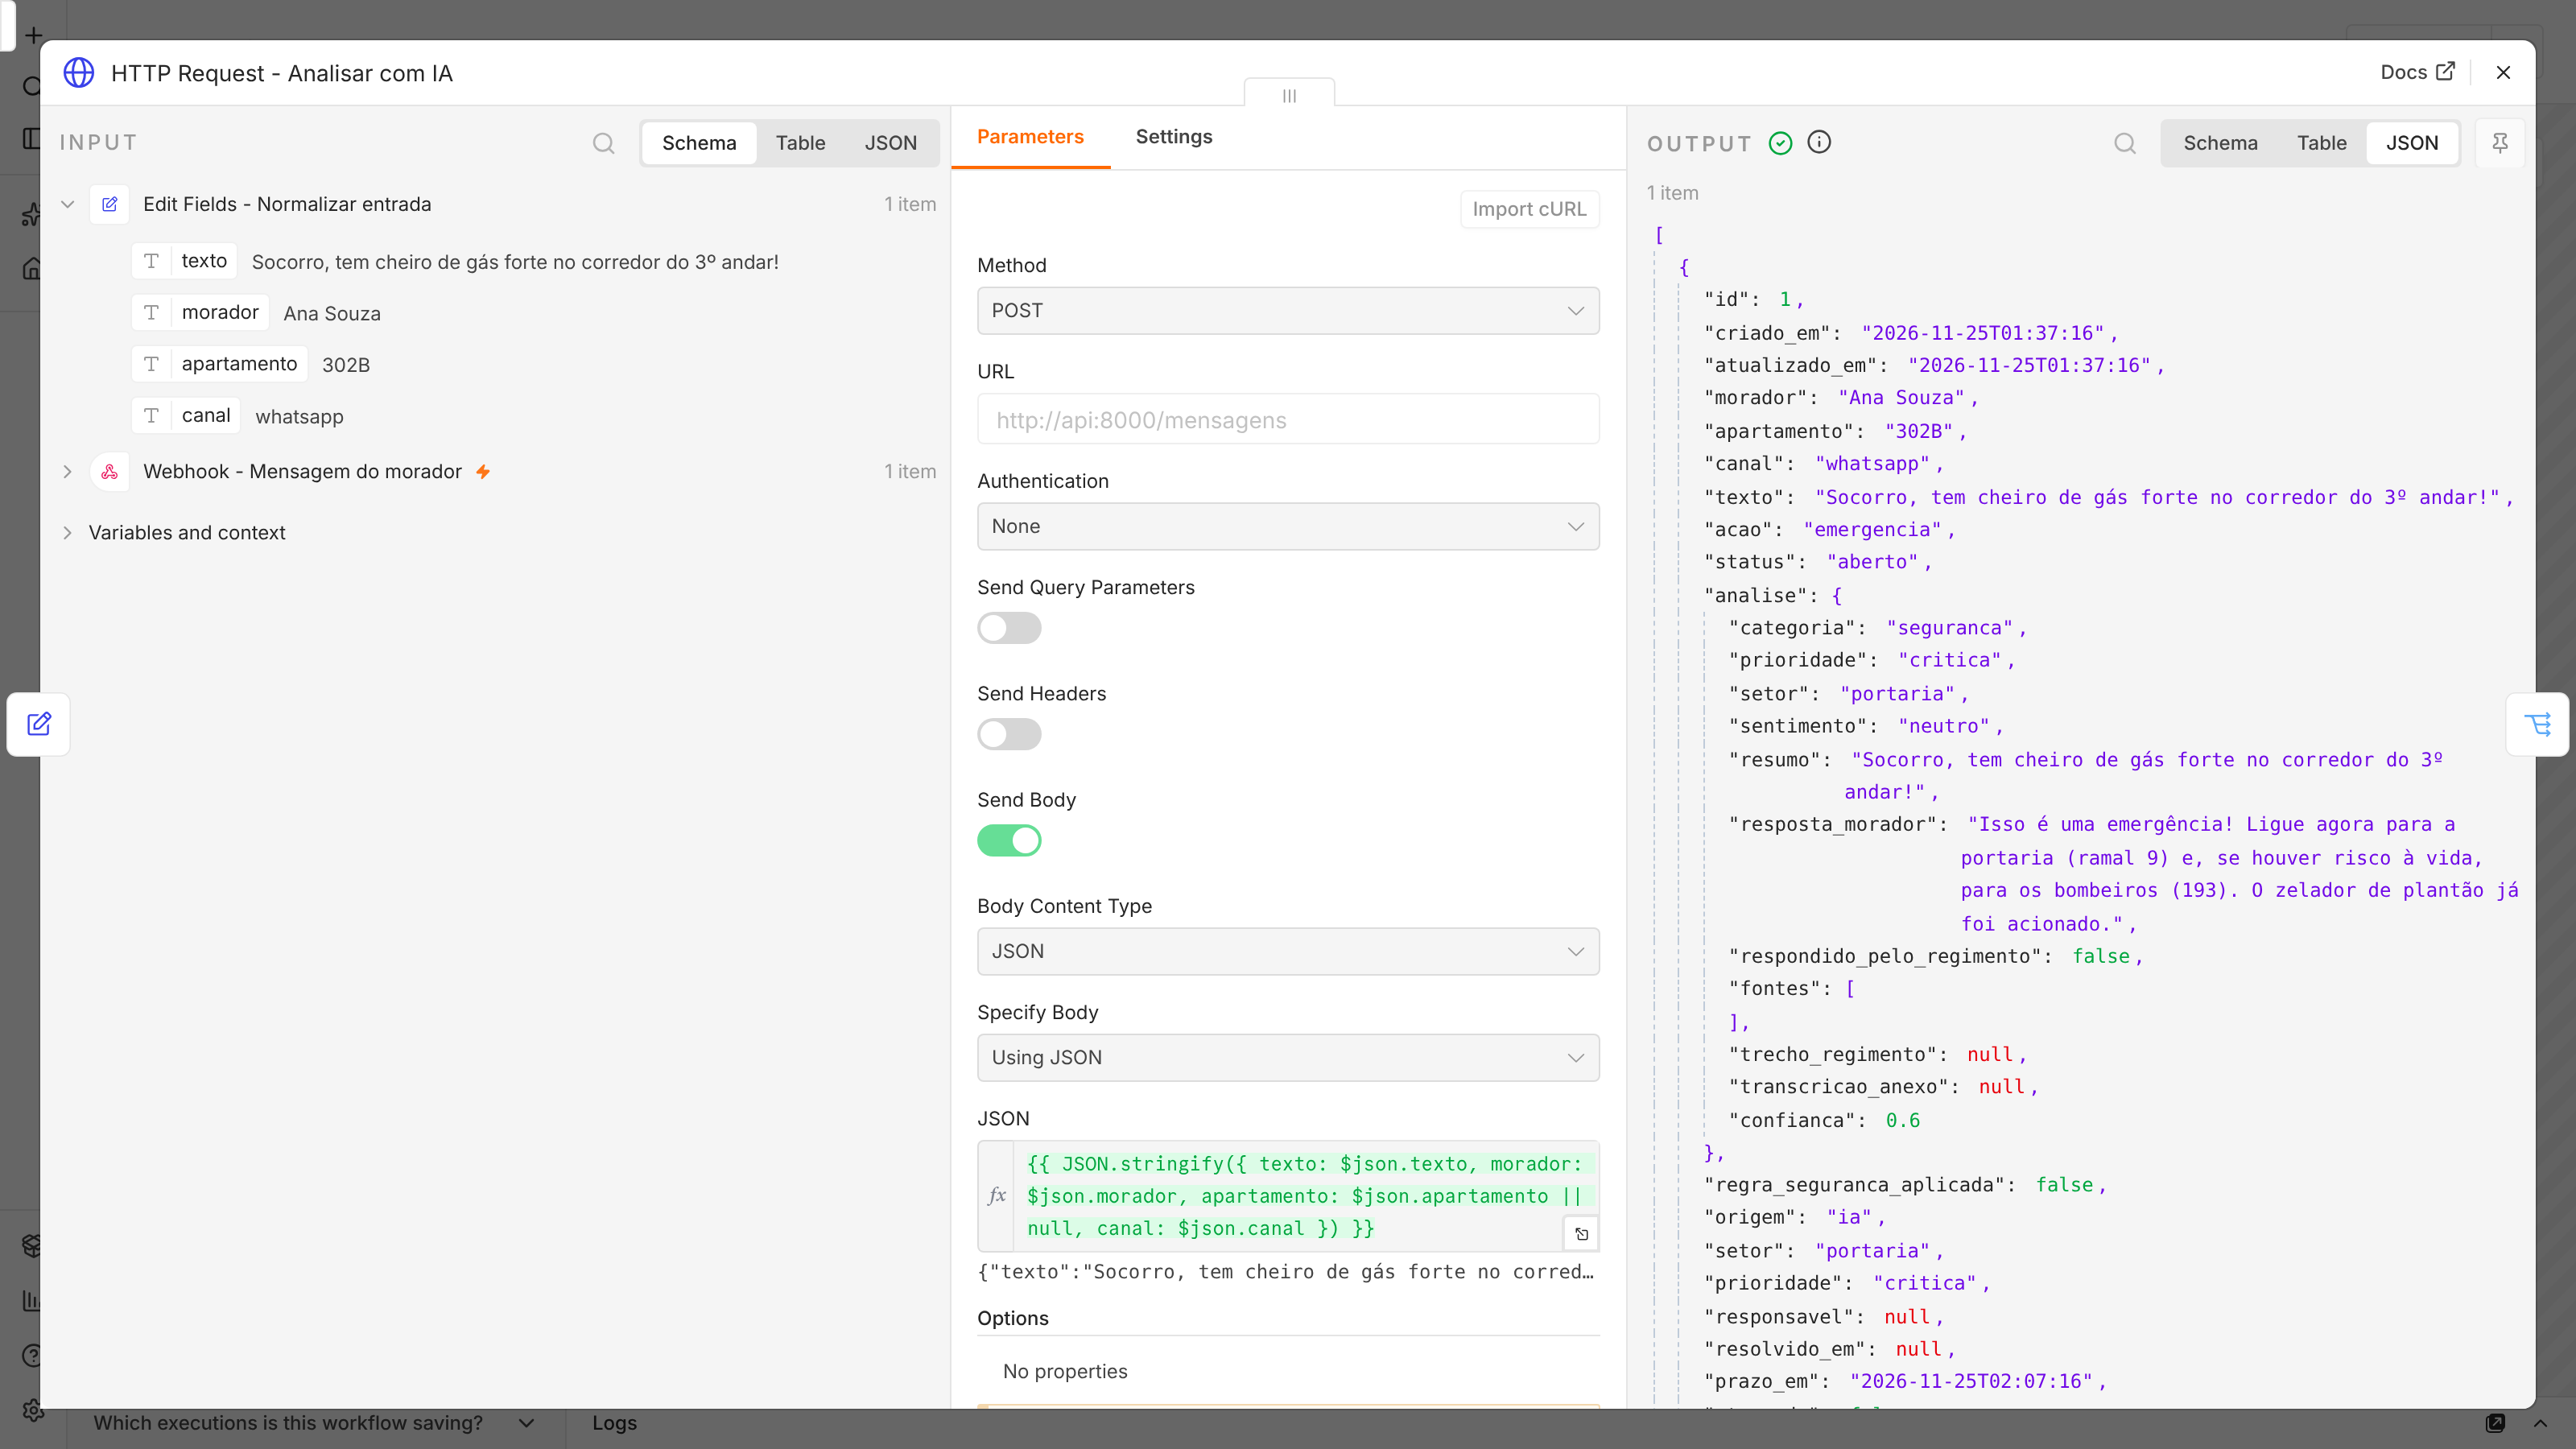 HTTP Request - Analisar com IA
Docs
INPUT
Schema
Table
JSON
Edit Fields - Normalizar entrada
1 item
texto
Socorro, tem cheiro de gás forte no corredor do 3º andar!
morador
Ana Souza
apartamento
302B
canal
whatsapp
Webhook - Mensagem do morador
1 item
Variables and context
Parameters
Settings
Import cURL
Method
POST
URL
http://api:8000/mensagens
Authentication
None
Send Query Parameters
Send Headers
Send Body
Body Content Type
JSON
Specify Body
Using JSON
JSON
fx
{{ JSON.stringify({ texto: $json.texto, morador:
$json.morador, apartamento: $json.apartamento ||
null, canal: $json.canal }) }}
{"texto":"Socorro, tem cheiro de gás forte no corred…
Options
No properties
OUTPUT
Schema
Table
JSON
1 item
[
{
"id": 1,
"criado_em": "2026-11-25T01:37:16",
"atualizado_em": "2026-11-25T01:37:16",
"morador": "Ana Souza",
"apartamento": "302B",
"canal": "whatsapp",
"texto": "Socorro, tem cheiro de gás forte no corredor do 3º andar!",
"acao": "emergencia",
"status": "aberto",
"analise": {
"categoria": "seguranca",
"prioridade": "critica",
"setor": "portaria",
"sentimento": "neutro",
"resumo": "Socorro, tem cheiro de gás forte no corredor do 3º
andar!",
"resposta_morador": "Isso é uma emergência! Ligue agora para a
portaria (ramal 9) e, se houver risco à vida,
para os bombeiros (193). O zelador de plantão já
foi acionado.",
"respondido_pelo_regimento": false,
"fontes": [
],
"trecho_regimento": null,
"transcricao_anexo": null,
"confianca": 0.6
},
"regra_seguranca_aplicada": false,
"origem": "ia",
"setor": "portaria",
"prioridade": "critica",
"responsavel": null,
"resolvido_em": null,
"prazo_em": "2026-11-25T02:07:16",
Which executions is this workflow saving?
Logs